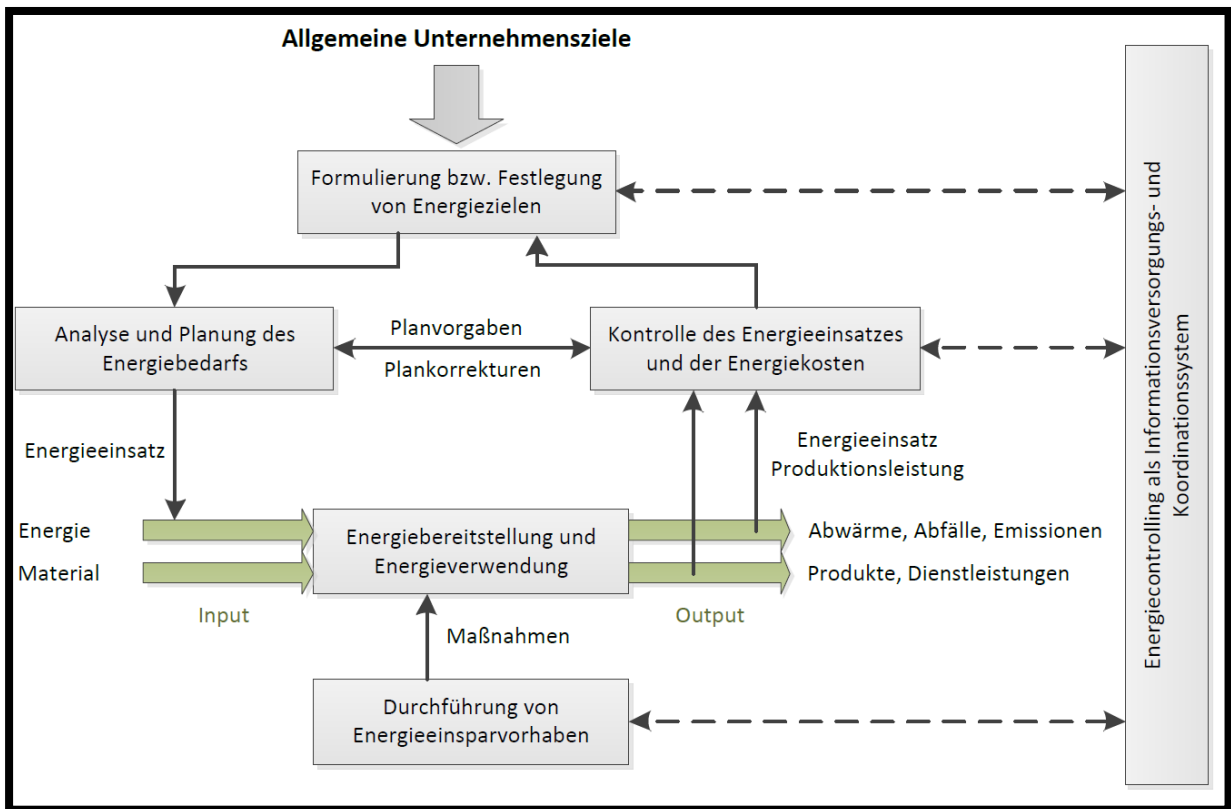 Allgemeine Unternehmensziele
Formulierung bzw. Festlegung
von Energiezielen
Analyse und Planung des
Energiebedarfs
Planvorgaben
Plankorrekturen
Kontrolle des Energieeinsatzes
und der Energiekosten
Energieeinsatz
Energieeinsatz
Produktionsleistung
Energie
Material
Input
Energiebereitstellung und
Energieverwendung
Abwärme, Abfälle, Emissionen
Produkte, Dienstleistungen
Output
Maßnahmen
Durchführung von
Energieeinsparvorhaben
Energiecontrolling als Informationsversorgungs- und
Koordinationssystem